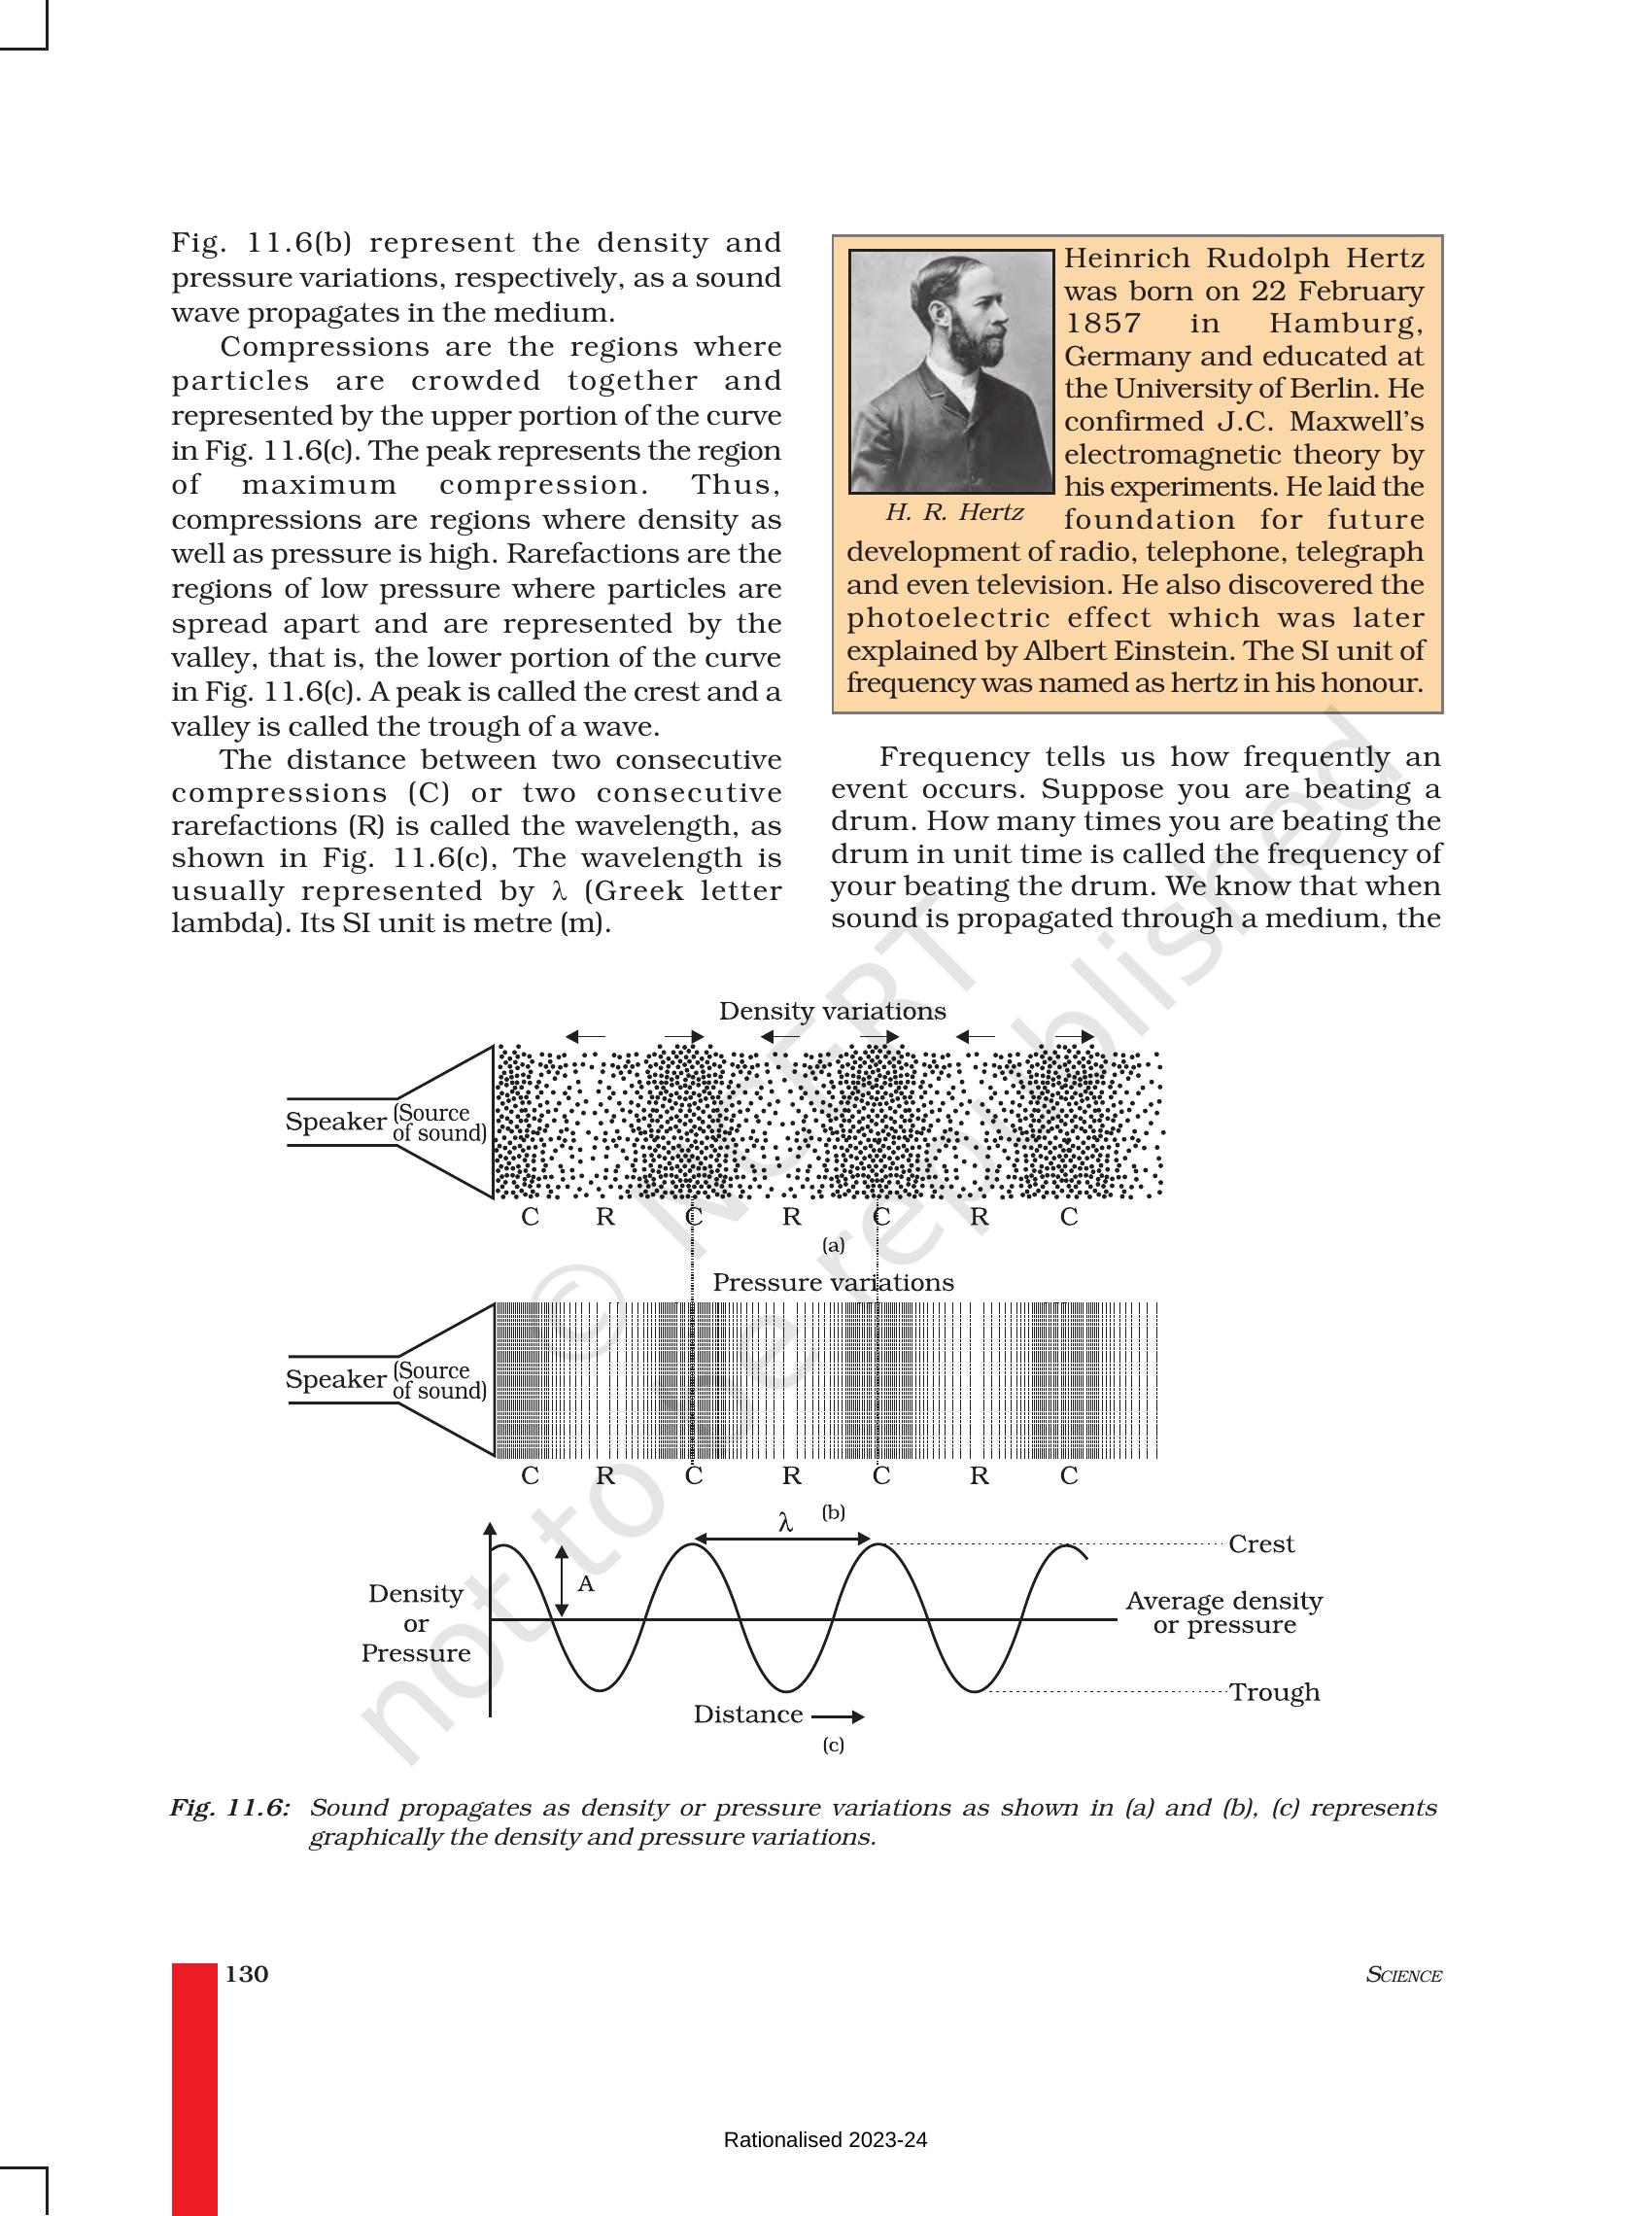 Fig. 11.6(b) represent the density and
pressure variations, respectively, as a sound
wave propagates in the medium.
Compressions are the regions where
particles are crowded together and
represented by the upper portion of the curve
in Fig. 11.6(c). The peak represents the region
of maximum compression. Thus,
compressions are regions where density as
well as pressure is high. Rarefactions are the
regions of low pressure where particles are
spread apart and are represented by the
valley, that is, the lower portion of the curve
in Fig. 11.6(c). A peak is called the crest and a
valley is called the trough of a wave.
The distance between two consecutive
compressions (C) or two consecutive
rarefactions (R) is called the wavelength, as
shown in Fig. 11.6(c), The wavelength is
usually represented by λ (Greek letter
lambda). Its SI unit is metre (m).
Heinrich Rudolph Hertz
was born on 22 February
1857 in Hamburg,
Germany and educated at
the University of Berlin. He
confirmed J.C. Maxwell's
electromagnetic theory by
his experiments. He laid the
H. R. Hertz
foundation for future
development of radio, telephone, telegraph
and even television. He also discovered the
photoelectric effect which was later
explained by Albert Einstein. The SI unit of
frequency was named as hertz in his honour.
Frequency tells us how frequently an
event occurs. Suppose you are beating a
drum. How many times you are beating the
drum in unit time is called the frequency of
your beating the drum. We know that when
sound is propagated through a medium, the
Density variations
Speaker (Source
of sound)
C R C R C R C
(a)
Pressure variations
Speaker (Source
of sound)
C R C R C R C
(b)
λ
Crest
A
Density
or
Pressure
Average density
or pressure
Trough
Distance
(c)
Fig. 11.6: Sound propagates as density or pressure variations as shown in (a) and (b), (c) represents
graphically the density and pressure variations.
130
SCIENCE
Rationalised 2023-24
© NCERT
not to be republished